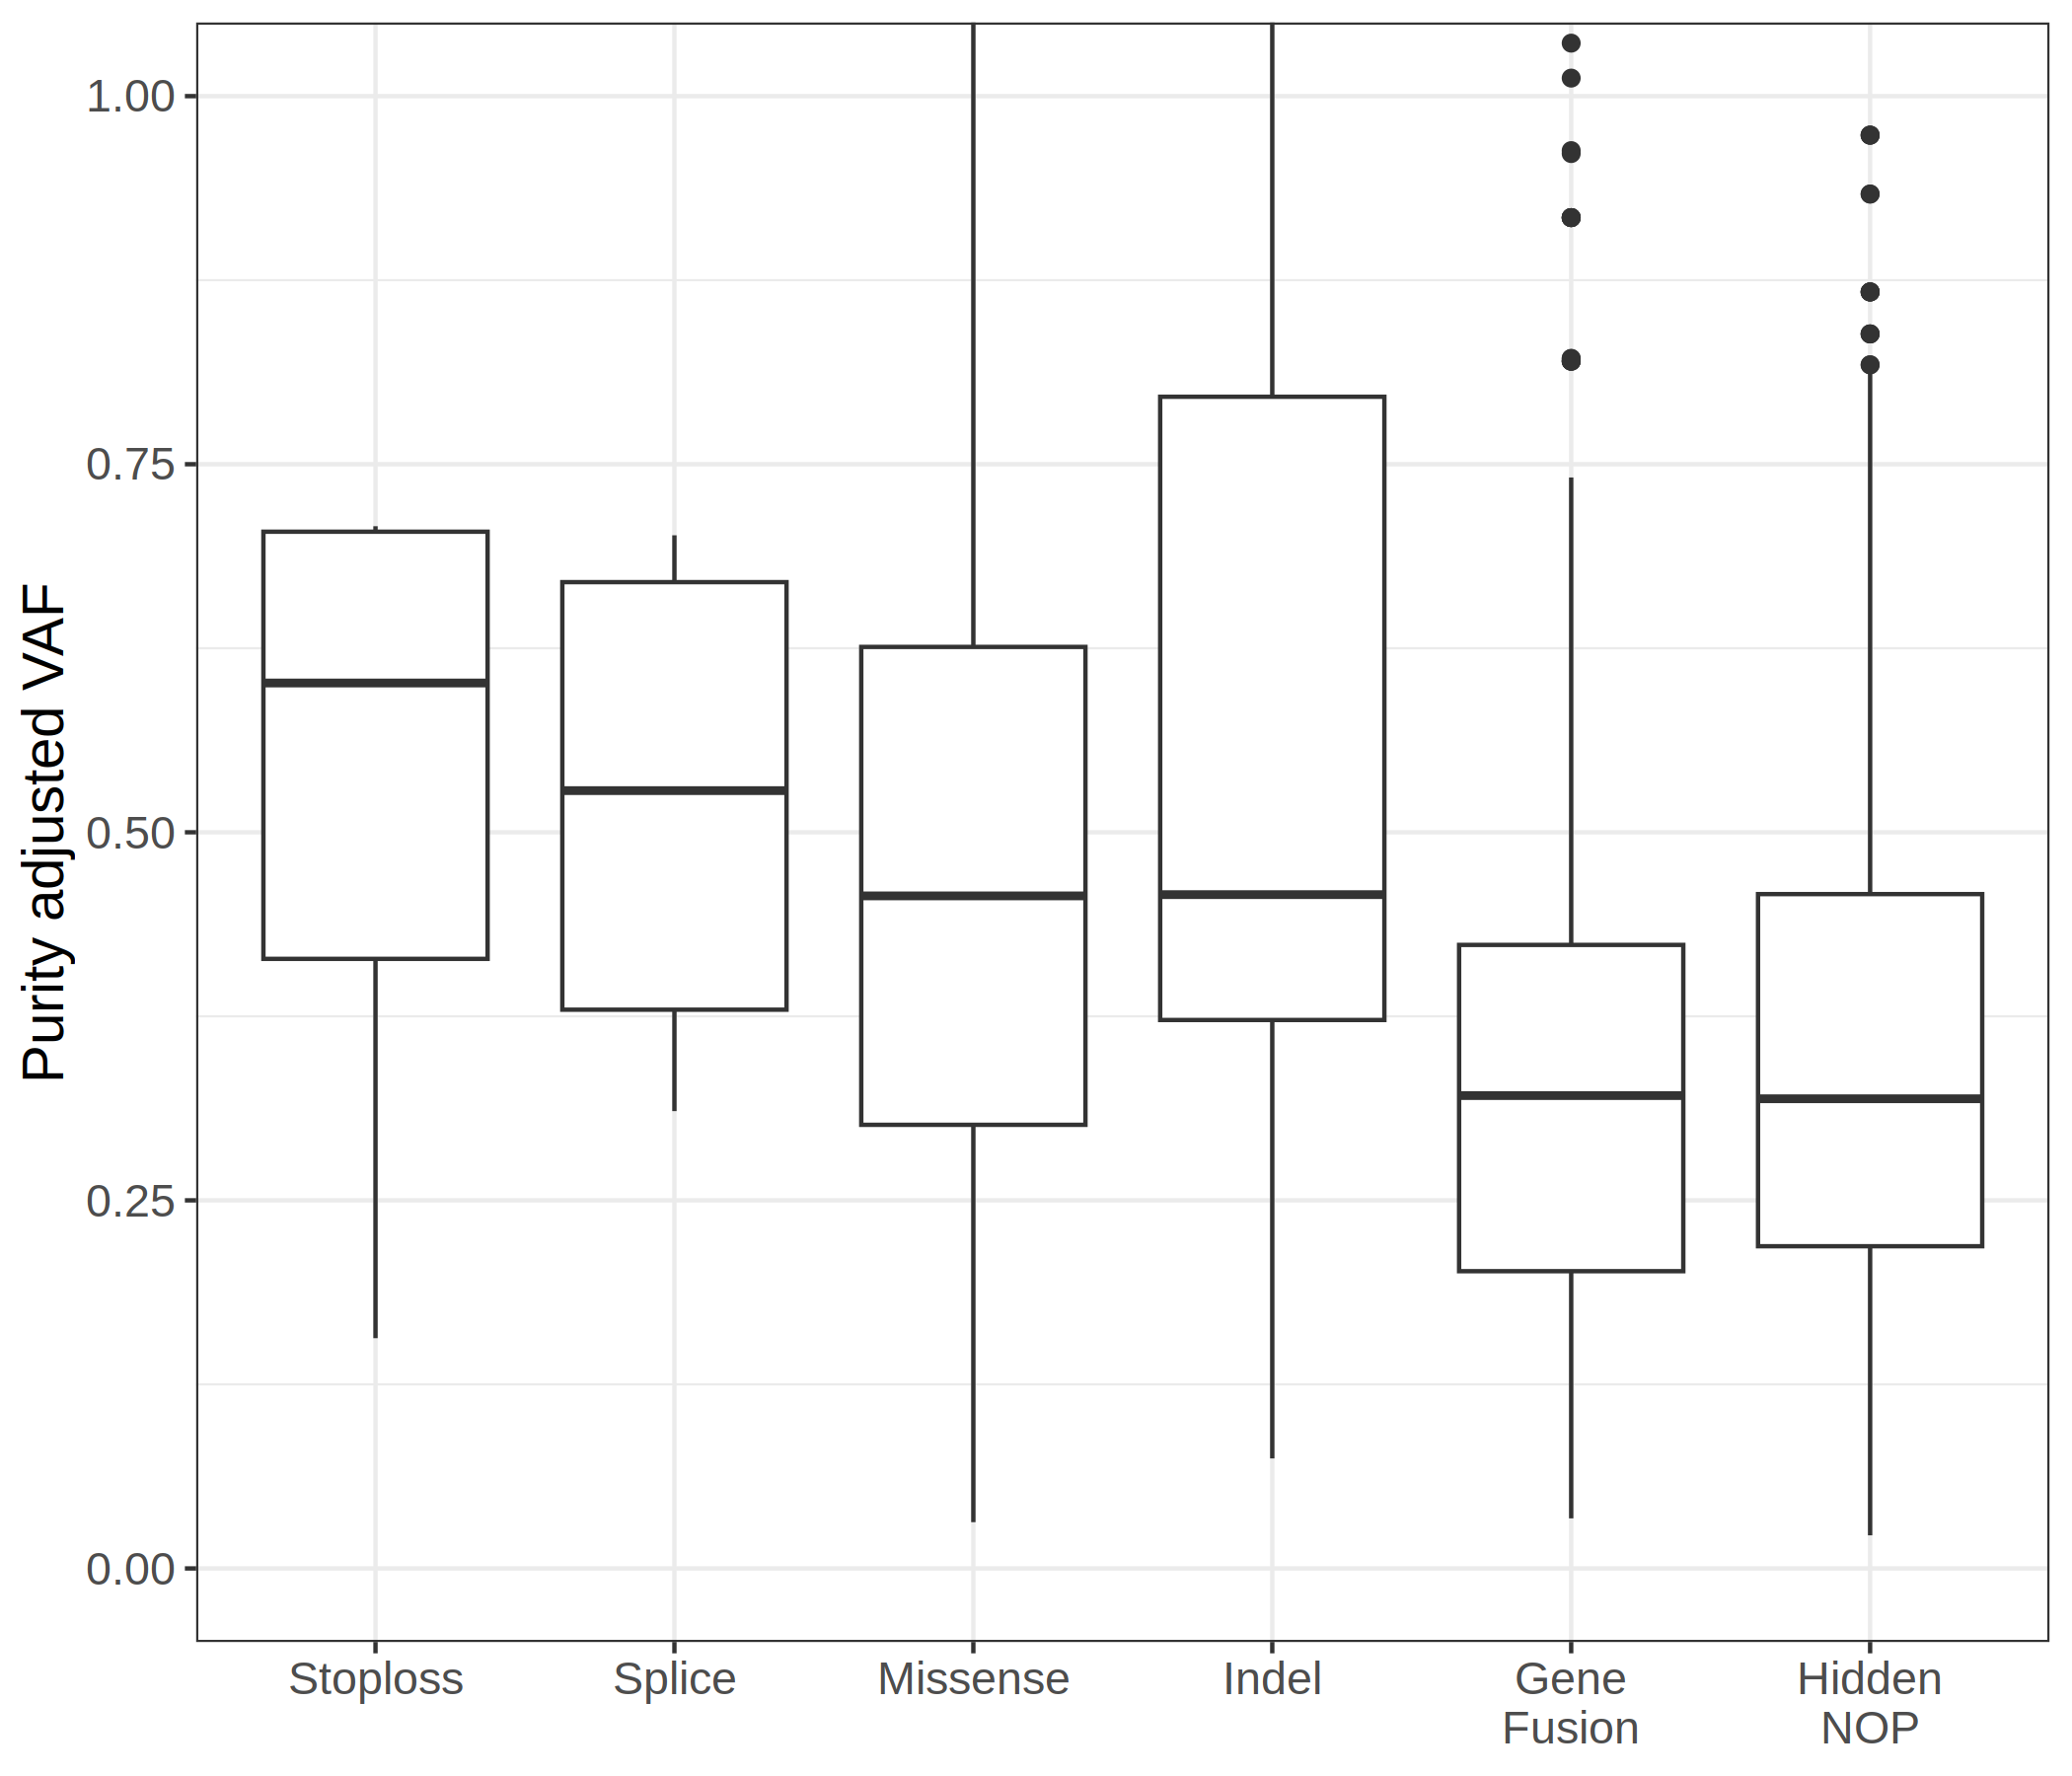 Purity adjusted VAF
1.00
0.75
0.50
0.25
0.00
Stoploss
Splice
Missense
Indel
Gene
Fusion
Hidden
NOP